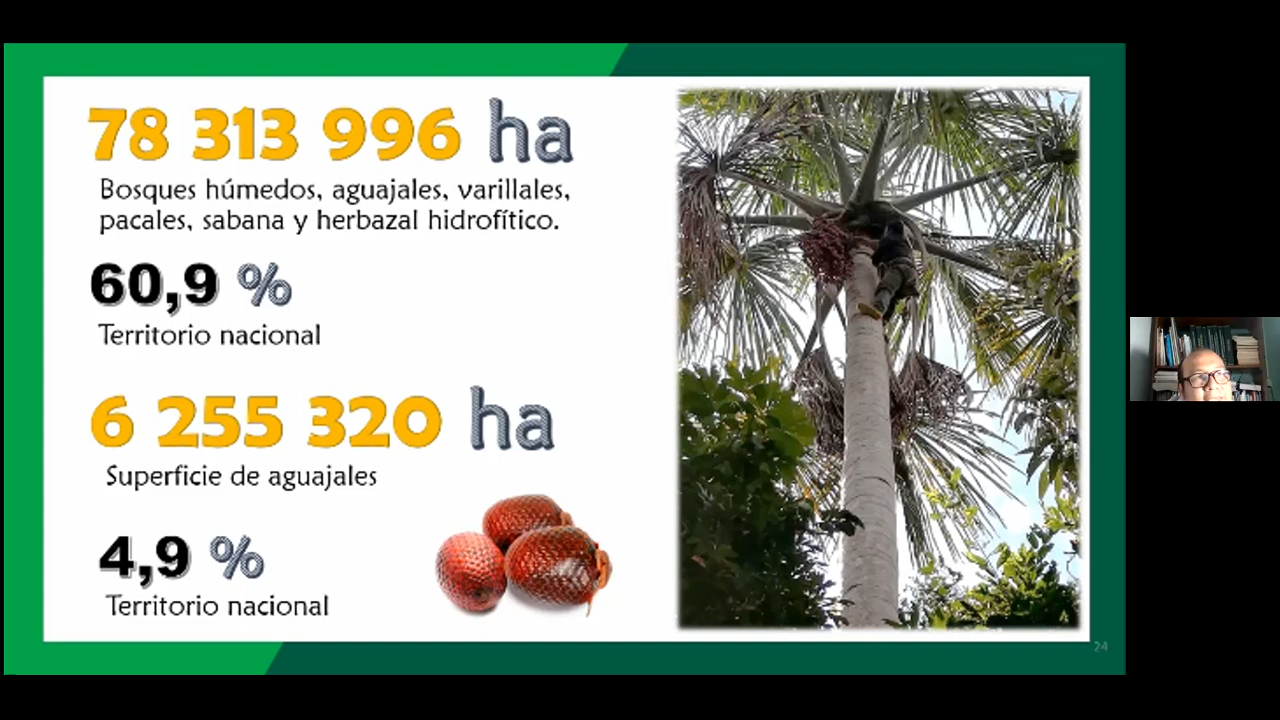 78 313 996 ha
Bosques húmedos, aguajales, varillales,
pacales, sabana y herbazal hidrofítico.
60,9 %
Territorio nacional
6 255 320 ha
Superficie de aguajales
4,9 %
Territorio nacional
24